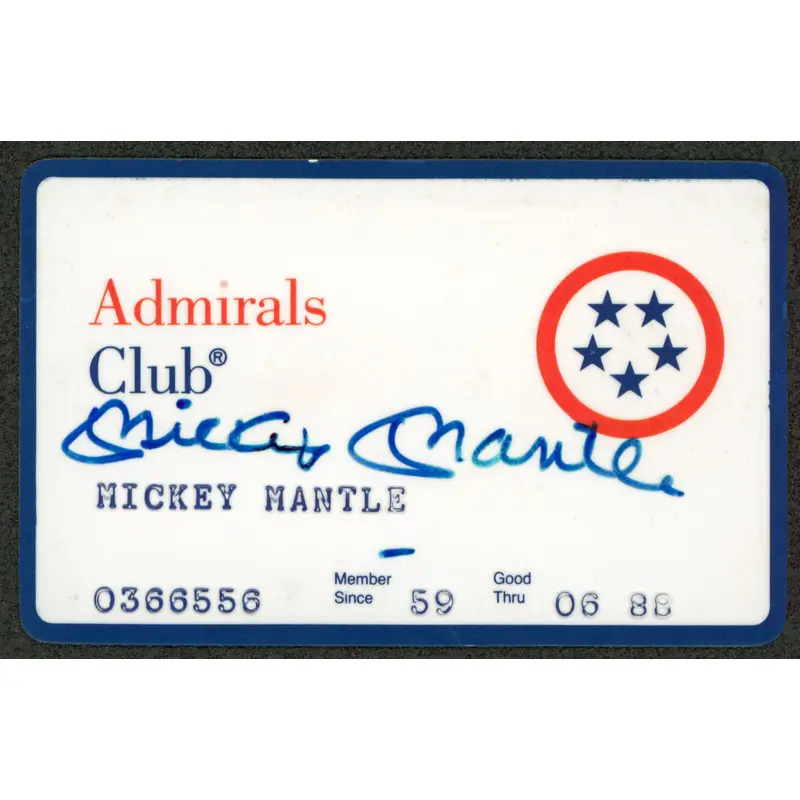 Admirals
Club®
Mickey Mantle
MICKEY MANTLE
0366556
Member Since 59
Good Thru 06 88